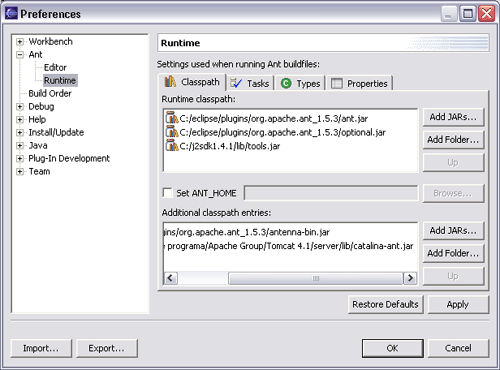 Preferences
Workbench
Ant
Editor
Runtime
Build Order
Debug
Help
Install/Update
Java
Plug-In Development
Team
Runtime
Settings used when running Ant buildfiles:
Classpath Tasks Types Properties
Runtime classpath:
C:/eclipse/plugins/org.apache.ant_1.5.3/ant.jar
C:/eclipse/plugins/org.apache.ant_1.5.3/optional.jar
C:/j2sdk1.4.1/lib/tools.jar
Add JARs...
Add Folder...
Up
Set ANT_HOME
Browse...
Additional classpath entries:
ins/org.apache.ant_1.5.3/antenna-bin.jar
programa/Apache Group/Tomcat 4.1/server/lib/catalina-ant.jar
Add JARs...
Add Folder...
Up
Restore Defaults Apply
Import... Export... OK Cancel